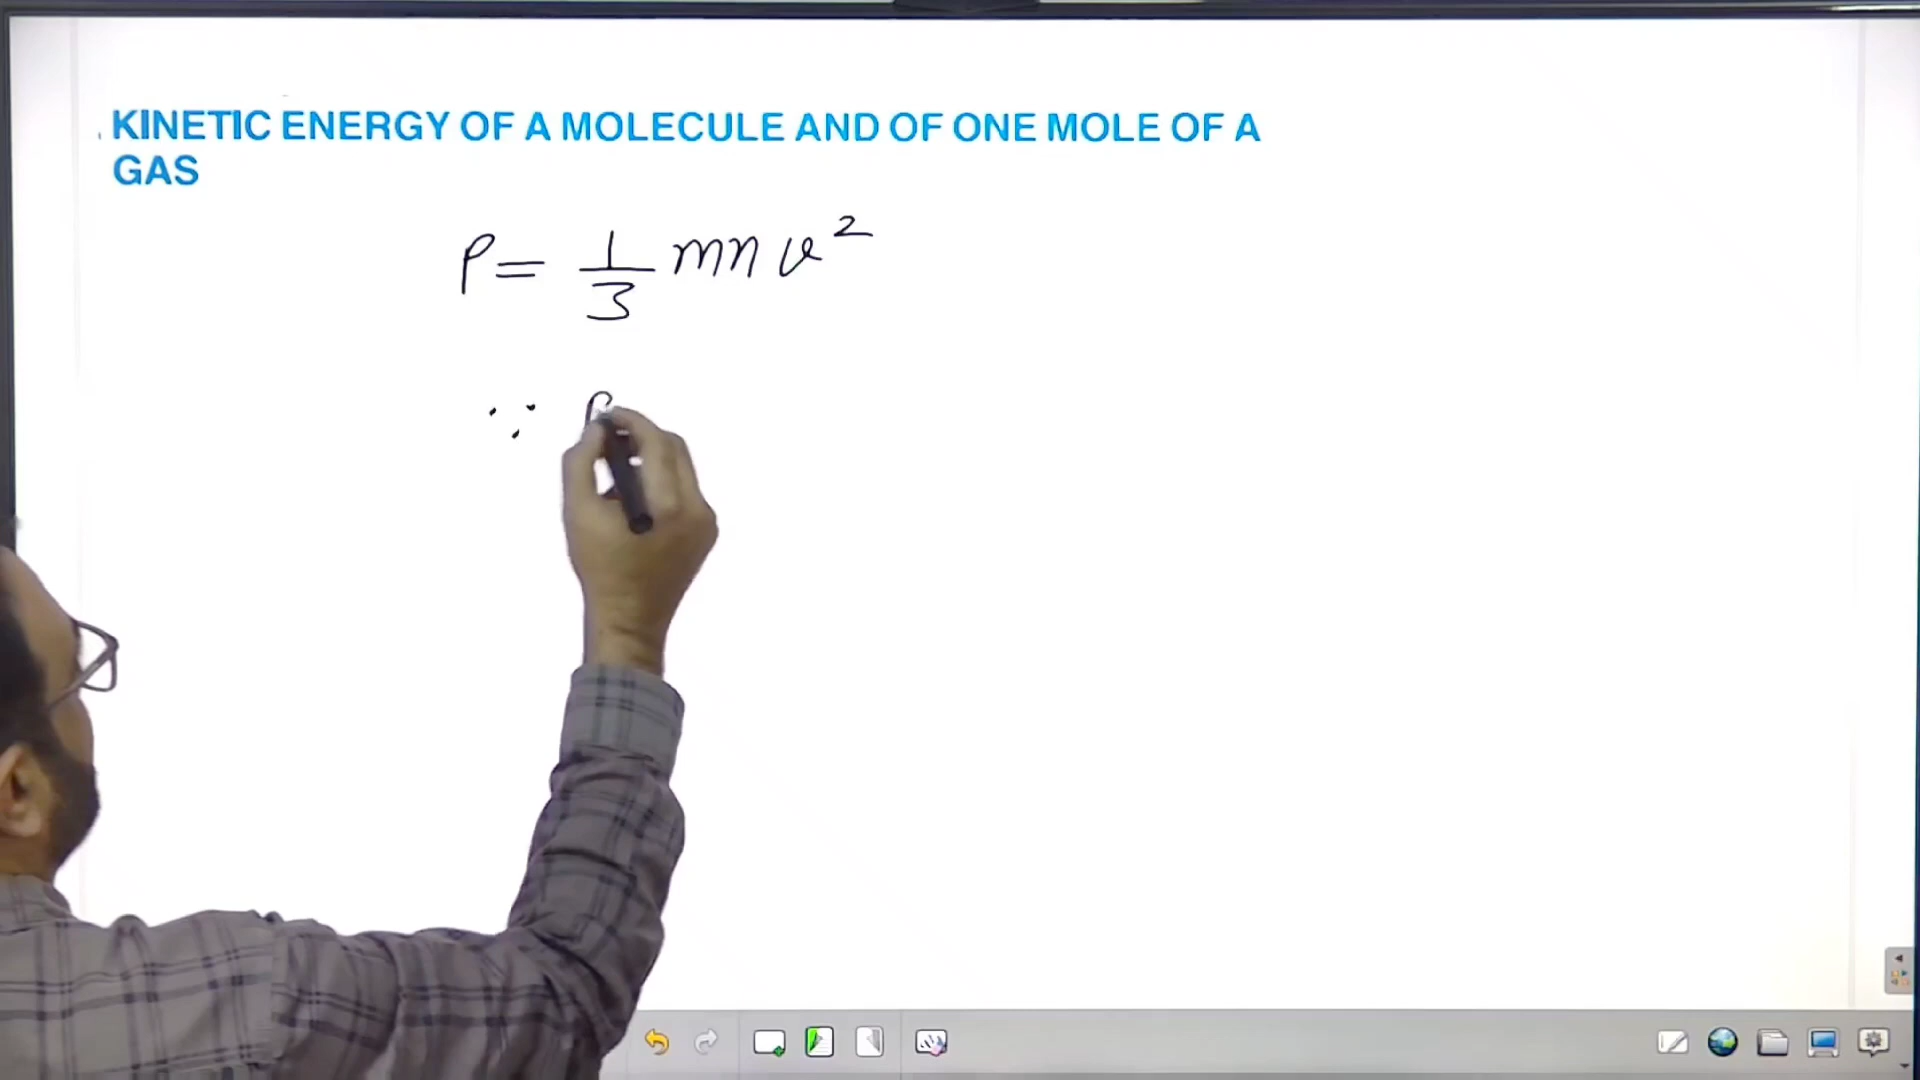 KINETIC ENERGY OF A MOLECULE AND OF ONE MOLE OF A
GAS
P = 1/3 mnv²
∵